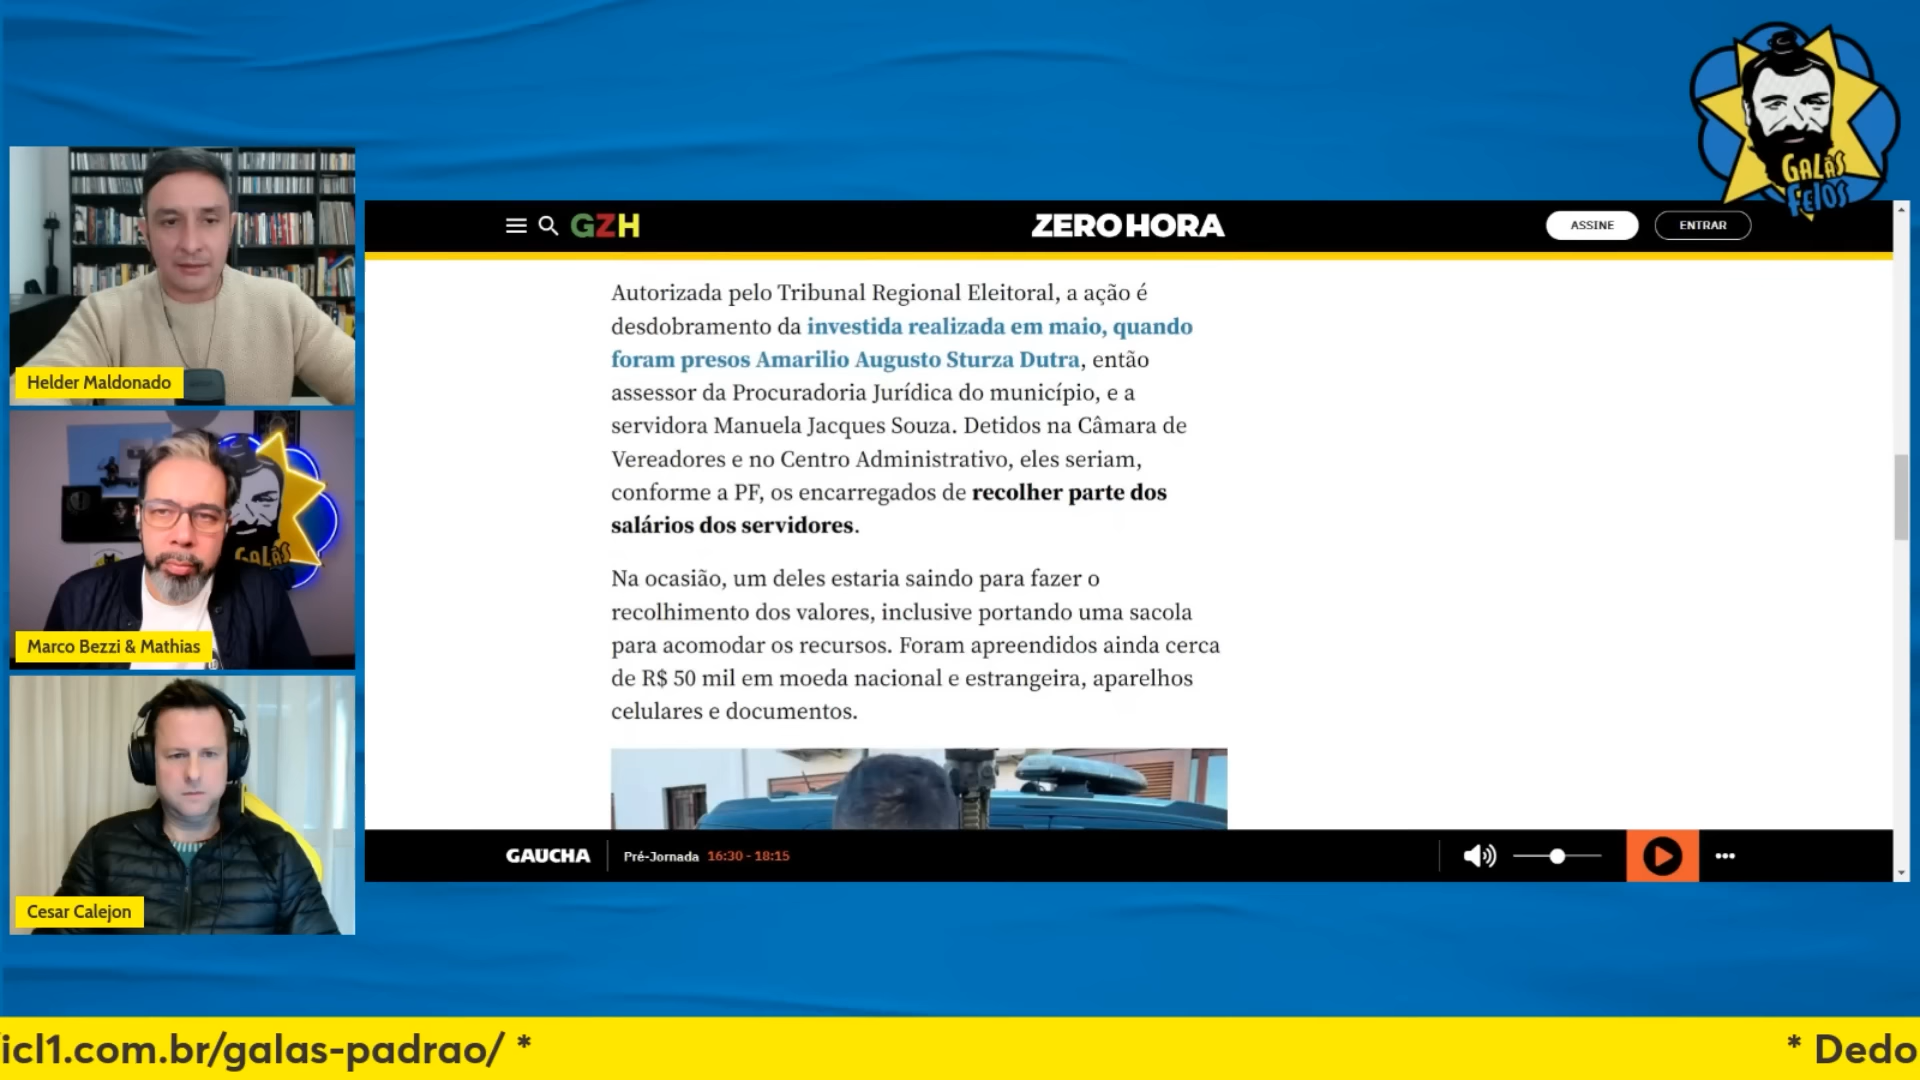 GALÃS
FEIOS
GZH
ZERO HORA
ASSINE
ENTRAR
Helder Maldonado
GALÃS
Marco Bezzi & Mathias
Cesar Calejon
Autorizada pelo Tribunal Regional Eleitoral, a ação é
desdobramento da investida realizada em maio, quando
foram presos Amarilio Augusto Sturza Dutra, então
assessor da Procuradoria Jurídica do município, e a
servidora Manuela Jacques Souza. Detidos na Câmara de
Vereadores e no Centro Administrativo, eles seriam,
conforme a PF, os encarregados de recolher parte dos
salários dos servidores.
Na ocasião, um deles estaria saindo para fazer o
recolhimento dos valores, inclusive portando uma sacola
para acomodar os recursos. Foram apreendidos ainda cerca
de R$ 50 mil em moeda nacional e estrangeira, aparelhos
celulares e documentos.
GAÚCHA
Pré-Jornada 16:30 - 18:15
icl1.com.br/galas-padrao/ *
* Dedo